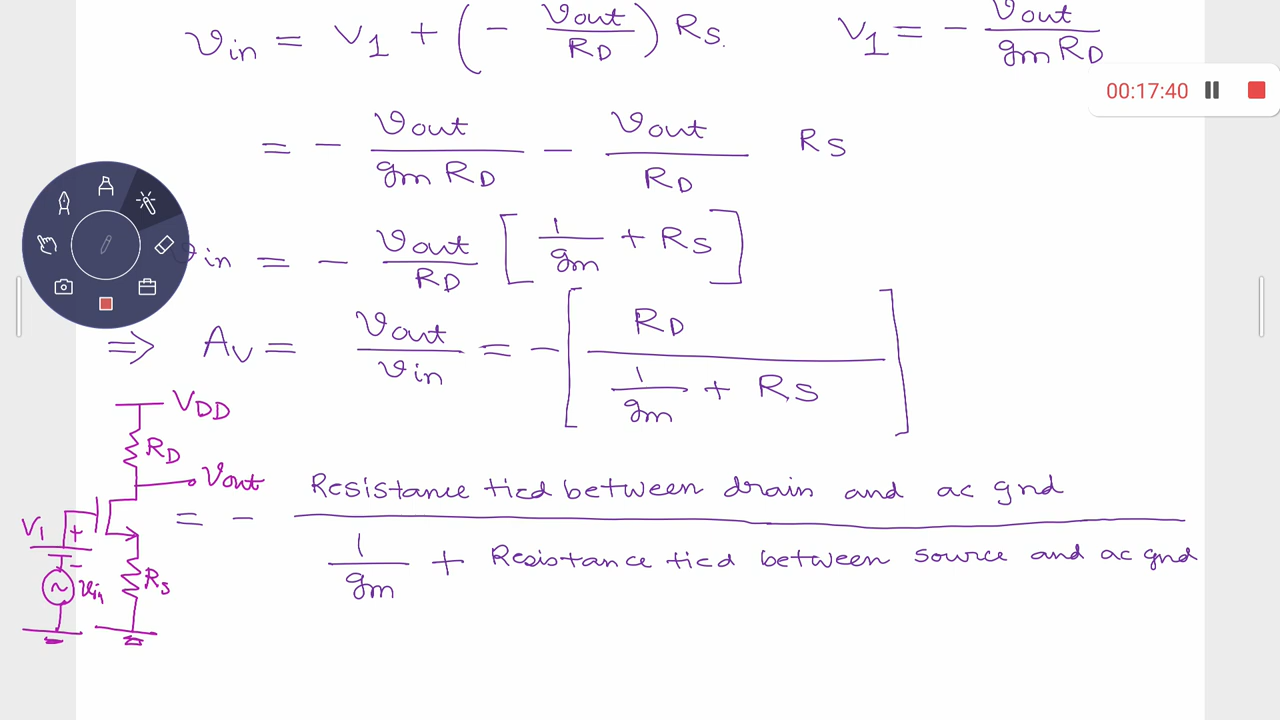 Vin = V1 + (- Vout/RD) RS. V1 = - Vout/(gm RD)
00:17:40
= - Vout/(gm RD) - Vout/RD RS
in = - Vout/RD [1/gm + RS]
⇒ AV = Vout/Vin = - [RD/(1/gm + RS)]
VDD
RD
Vout
= - Resistance tied between drain and ac gnd
V1 +
-
1/gm + Resistance tied between source and ac gnd
Vin
RS